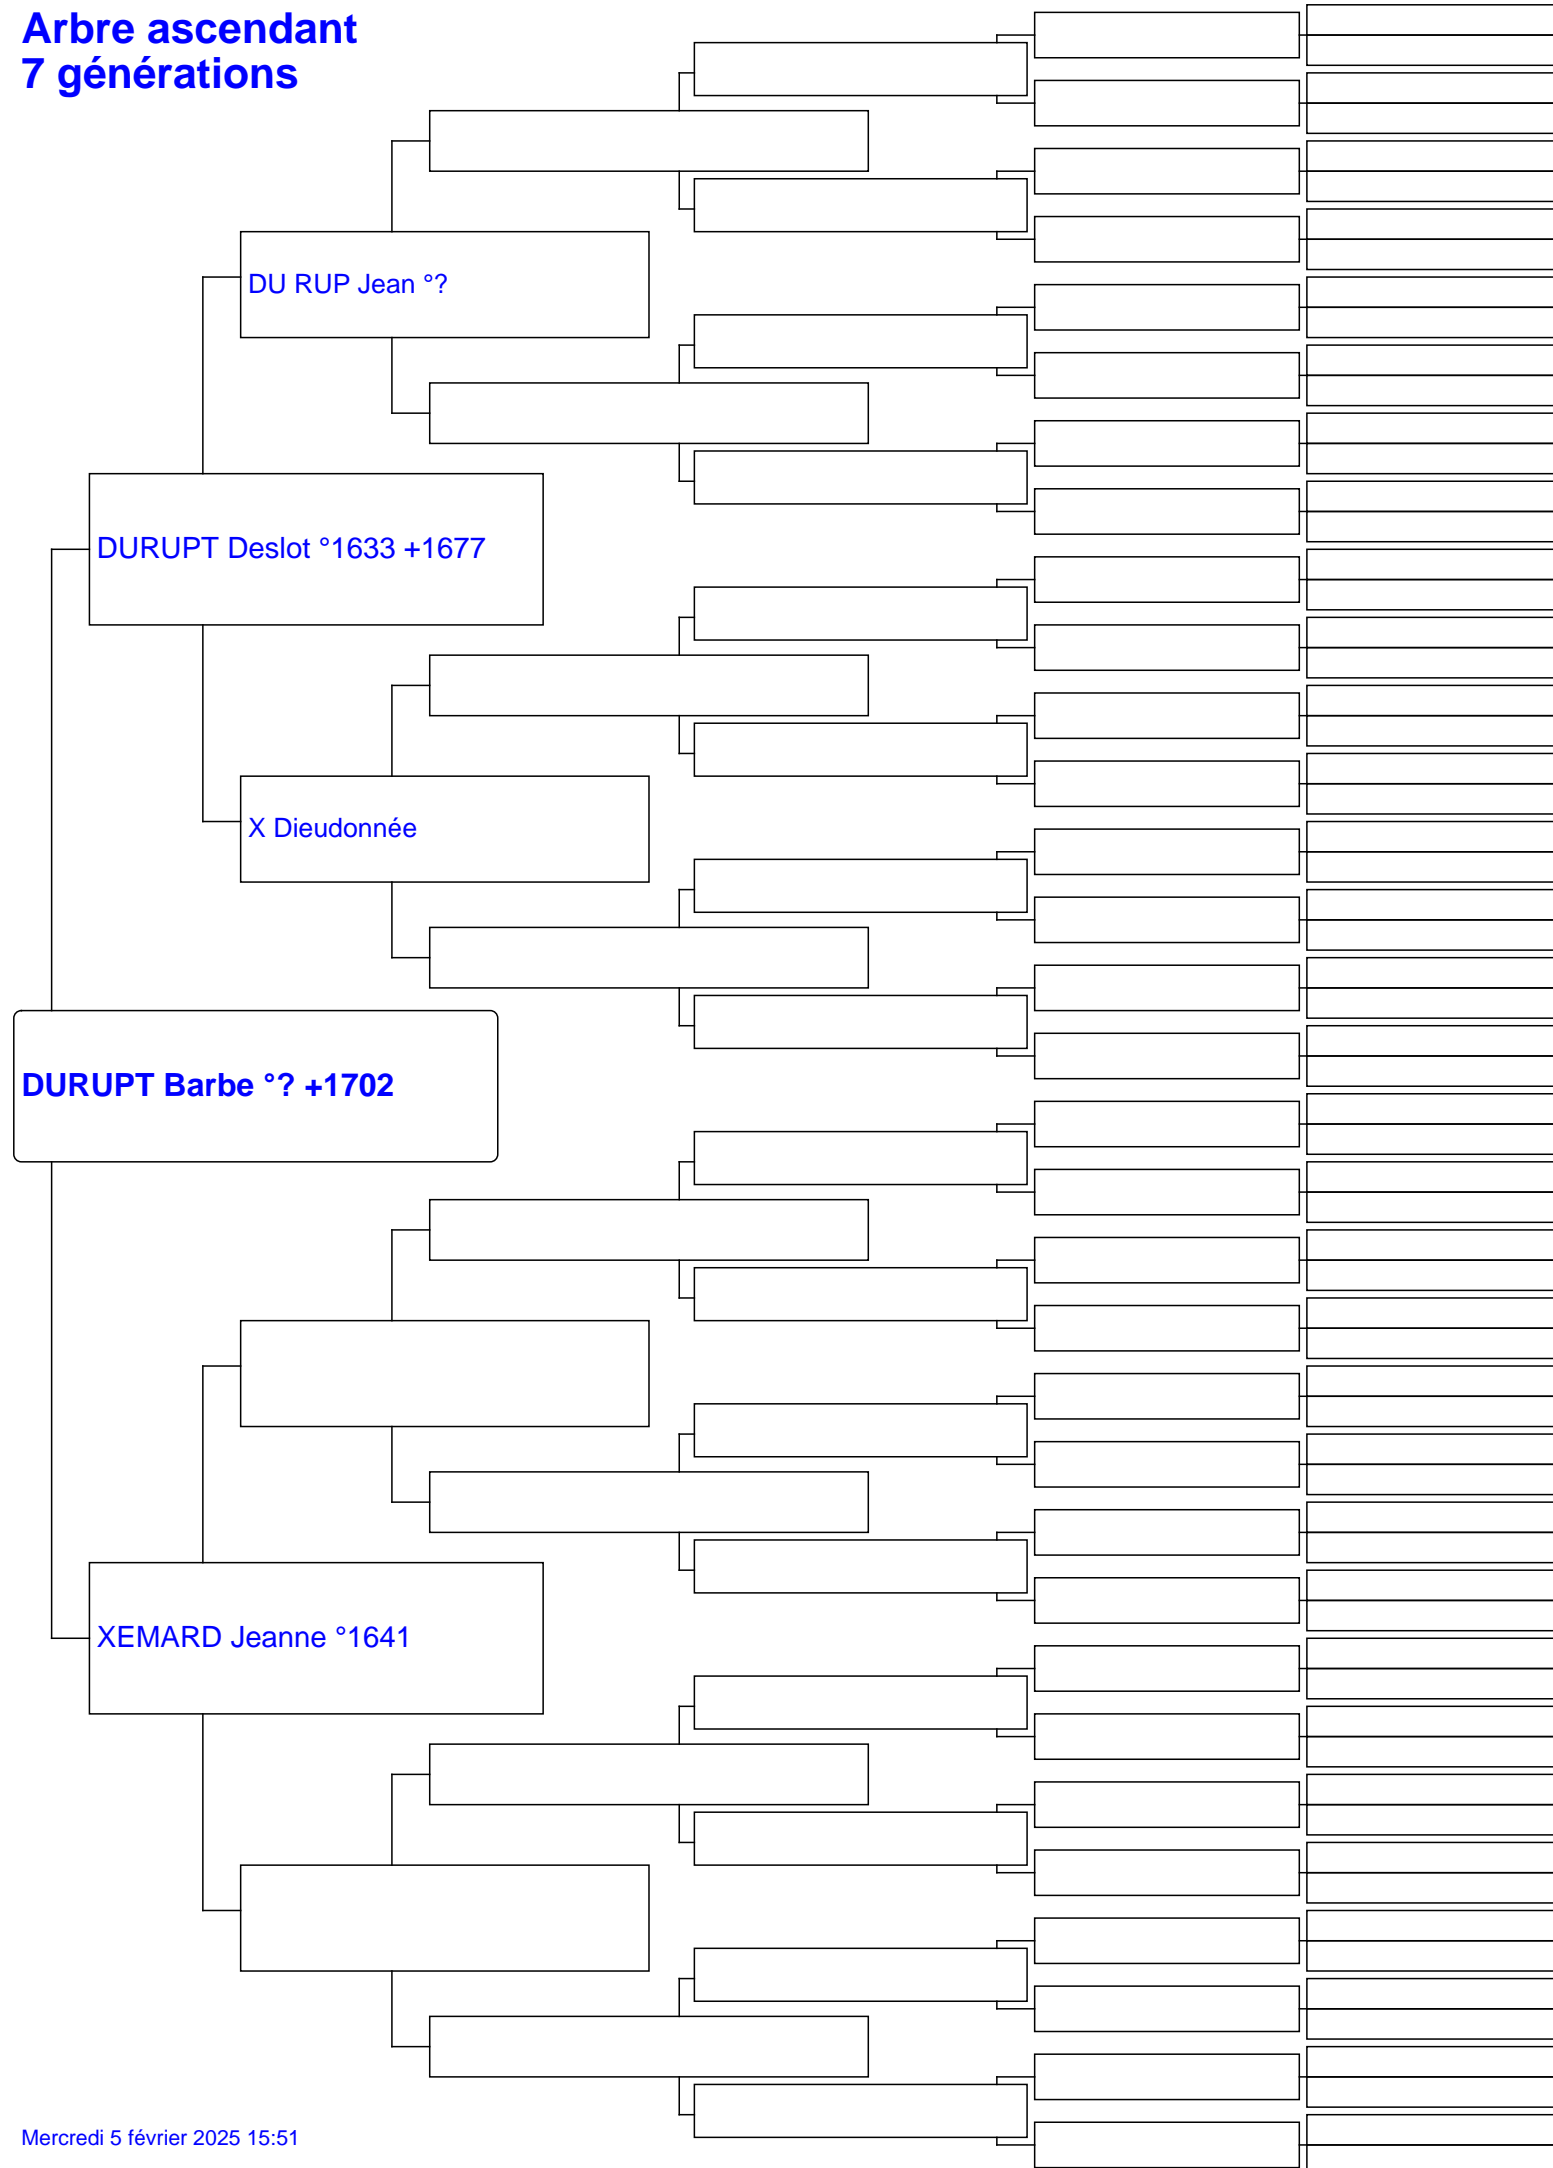 Arbre ascendant
7 générations
DU RUP Jean °?
DURUPT Deslot °1633 +1677
X Dieudonnée
DURUPT Barbe °? +1702
XEMARD Jeanne °1641
Mercredi 5 février 2025 15:51